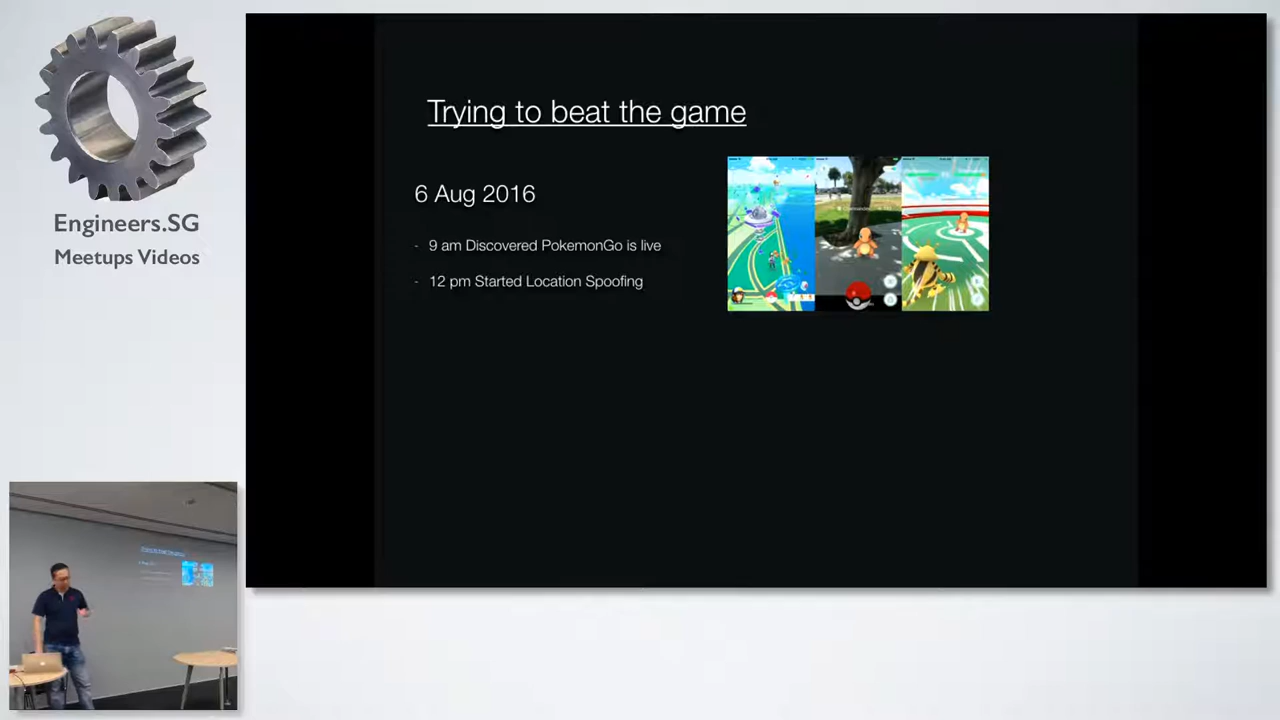 Engineers.SG
Meetups Videos
Trying to beat the game
6 Aug 2016
- 9 am Discovered PokemonGo is live
- 12 pm Started Location Spoofing